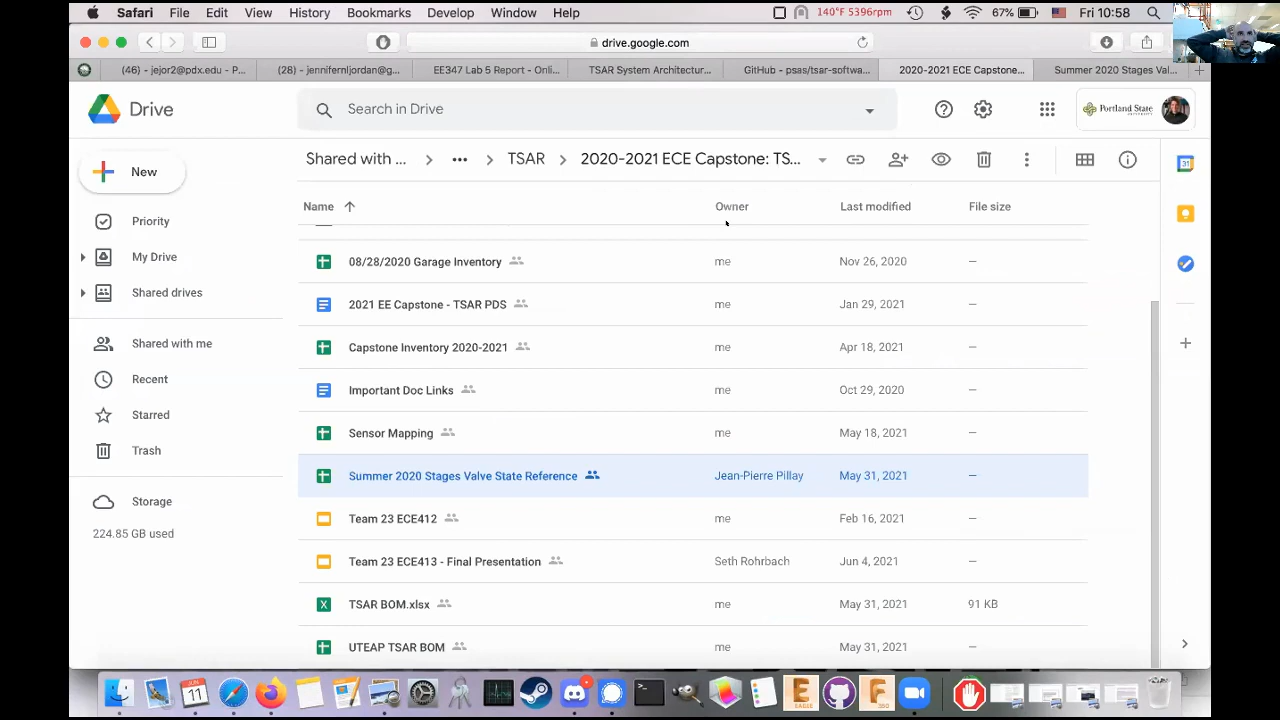 Safari File Edit View History Bookmarks Develop Window Help 140°F 5396rpm 67% Fri 10:58
drive.google.com
(46) - jejor2@pdx.edu - P... (28) - jennifernljordan@g... EE347 Lab 5 Report - Onli... TSAR System Architectur... GitHub - psas/tsar-softwa... 2020-2021 ECE Capstone... Summer 2020 Stages Val...
Drive Search in Drive Portland State
UNIVERSITY
Shared with ... ••• TSAR 2020-2021 ECE Capstone: TS...
New
Name Owner Last modified File size
Priority
My Drive
Shared drives
Shared with me
Recent
Starred
Trash
Storage
224.85 GB used
08/28/2020 Garage Inventory me Nov 26, 2020 —
2021 EE Capstone - TSAR PDS me Jan 29, 2021 —
Capstone Inventory 2020-2021 me Apr 18, 2021 —
Important Doc Links me Oct 29, 2020 —
Sensor Mapping me May 18, 2021 —
Summer 2020 Stages Valve State Reference Jean-Pierre Pillay May 31, 2021 —
Team 23 ECE412 me Feb 16, 2021 —
Team 23 ECE413 - Final Presentation Seth Rohrbach Jun 4, 2021 —
TSAR BOM.xlsx me May 31, 2021 91 KB
UTEAP TSAR BOM me May 31, 2021 —
31
JUN
11
EAGLE